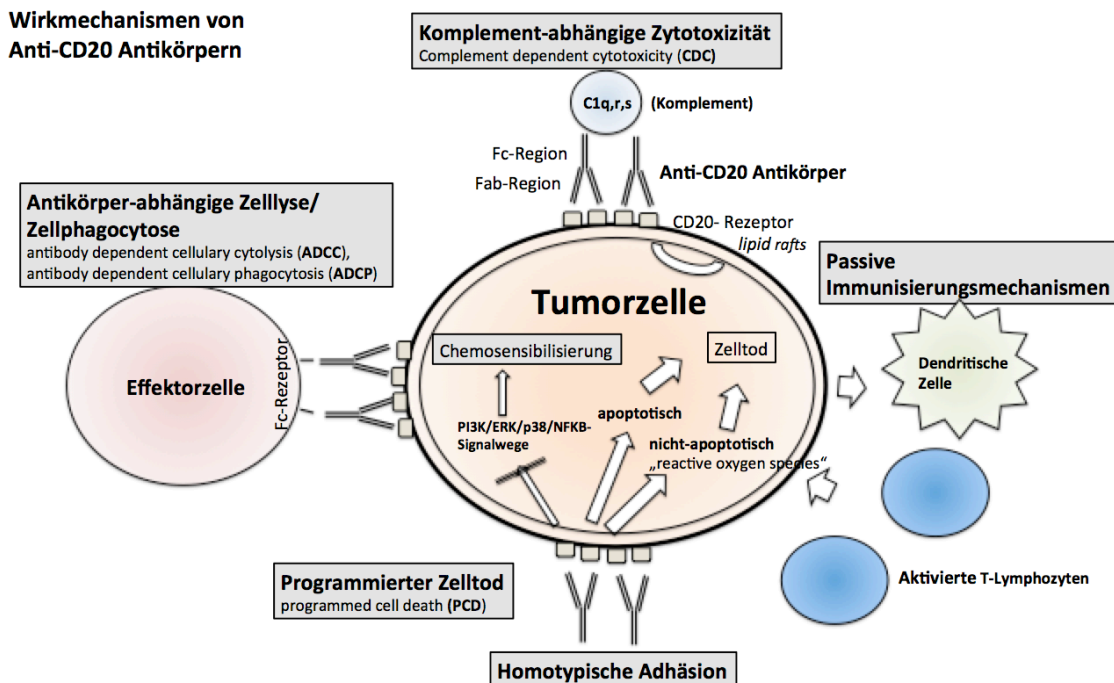 Wirkmechanismen von
Anti-CD20 Antikörpern
Komplement-abhängige Zytotoxizität
Complement dependent cytotoxicity (CDC)
C1q,r,s
(Komplement)
Fc-Region
Fab-Region
Anti-CD20 Antikörper
CD20- Rezeptor
lipid rafts
Antikörper-abhängige Zelllyse/
Zellphagocytose
antibody dependent cellular cytolysis (ADCC),
antibody dependent cellulary phagocytosis (ADCP)
Effektorzelle
Fc-Rezeptor
Tumorzelle
Chemosensibilisierung
Zelltod
PI3K/ERK/p38/NFKB-
Signalwege
apoptotisch
nicht-apoptotisch
„reactive oxygen species“
Passive
Immunisierungsmechanismen
Dendritische
Zelle
Aktivierte T-Lymphozyten
Programmierter Zelltod
programmed cell death (PCD)
Homotypische Adhäsion